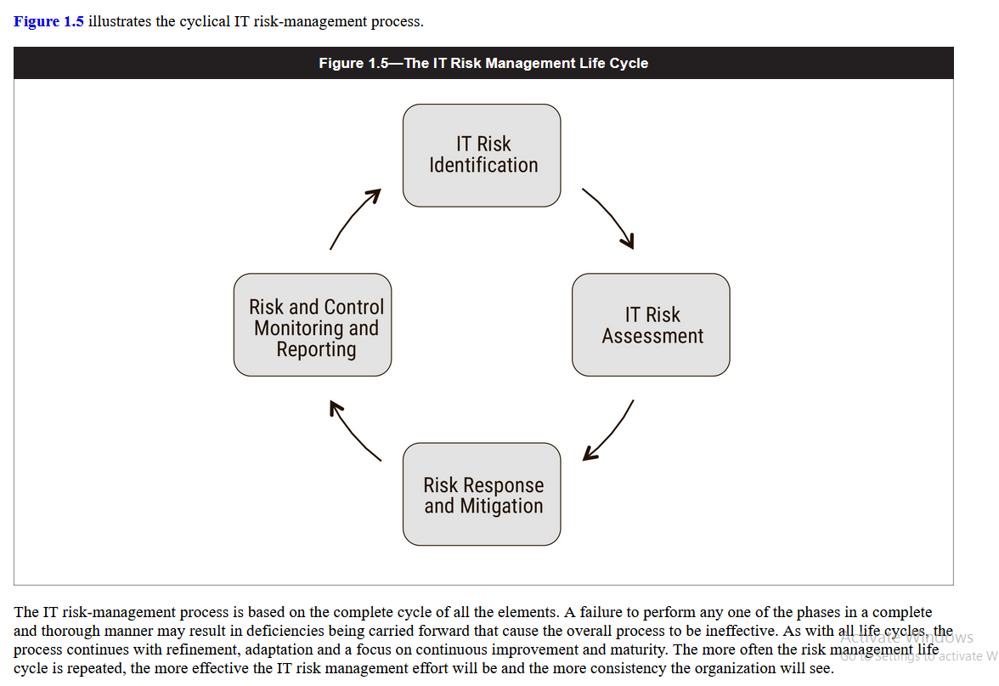 Figure 1.5 illustrates the cyclical IT risk-management process.
Figure 1.5—The IT Risk Management Life Cycle
IT Risk
Identification
Risk and Control
Monitoring and
Reporting
IT Risk
Assessment
Risk Response
and Mitigation
The IT risk-management process is based on the complete cycle of all the elements. A failure to perform any one of the phases in a complete
and thorough manner may result in deficiencies being carried forward that cause the overall process to be ineffective. As with all life cycles, the
process continues with refinement, adaptation and a focus on continuous improvement and maturity. The more often the risk management life
cycle is repeated, the more effective the IT risk management effort will be and the more consistency the organization will see.
Activate Windows
Go to Settings to activate W